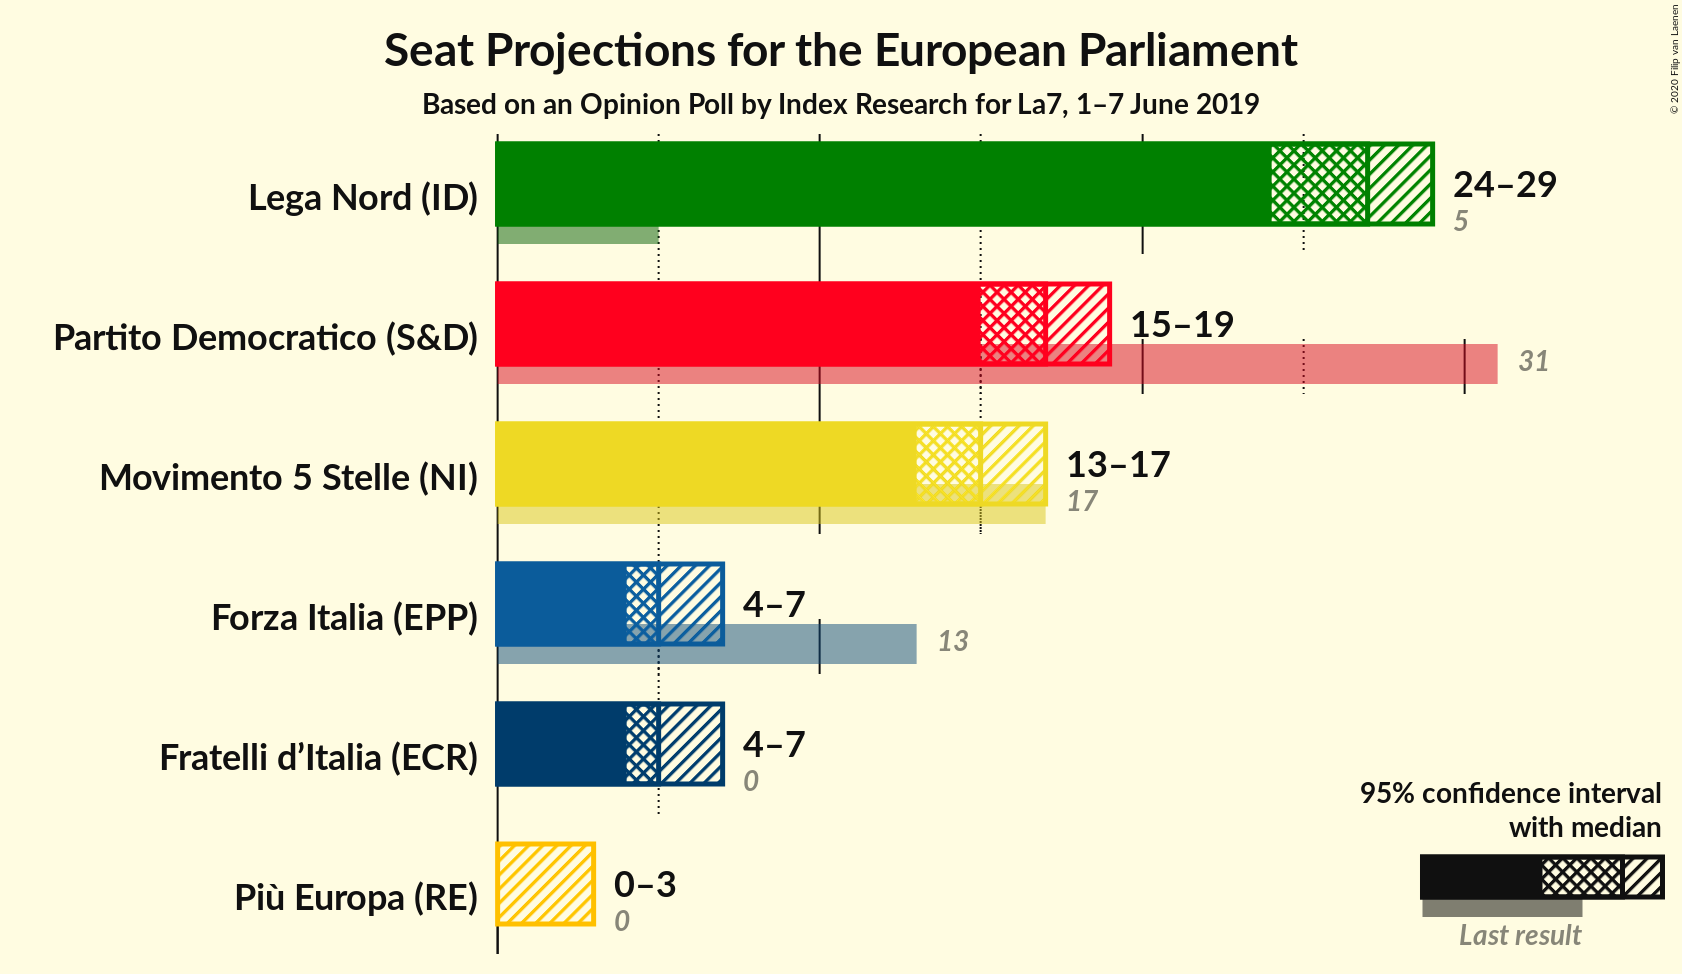 Seat Projections for the European Parliament
Based on an Opinion Poll by Index Research for La7, 1–7 June 2019
© 2020 Filip van Laenen
Lega Nord (ID)
24–29
5
Partito Democratico (S&D)
15–19
31
Movimento 5 Stelle (NI)
13–17
17
Forza Italia (EPP)
4–7
13
Fratelli d’Italia (ECR)
4–7
0
Più Europa (RE)
0–3
0
95% confidence interval
with median
Last result